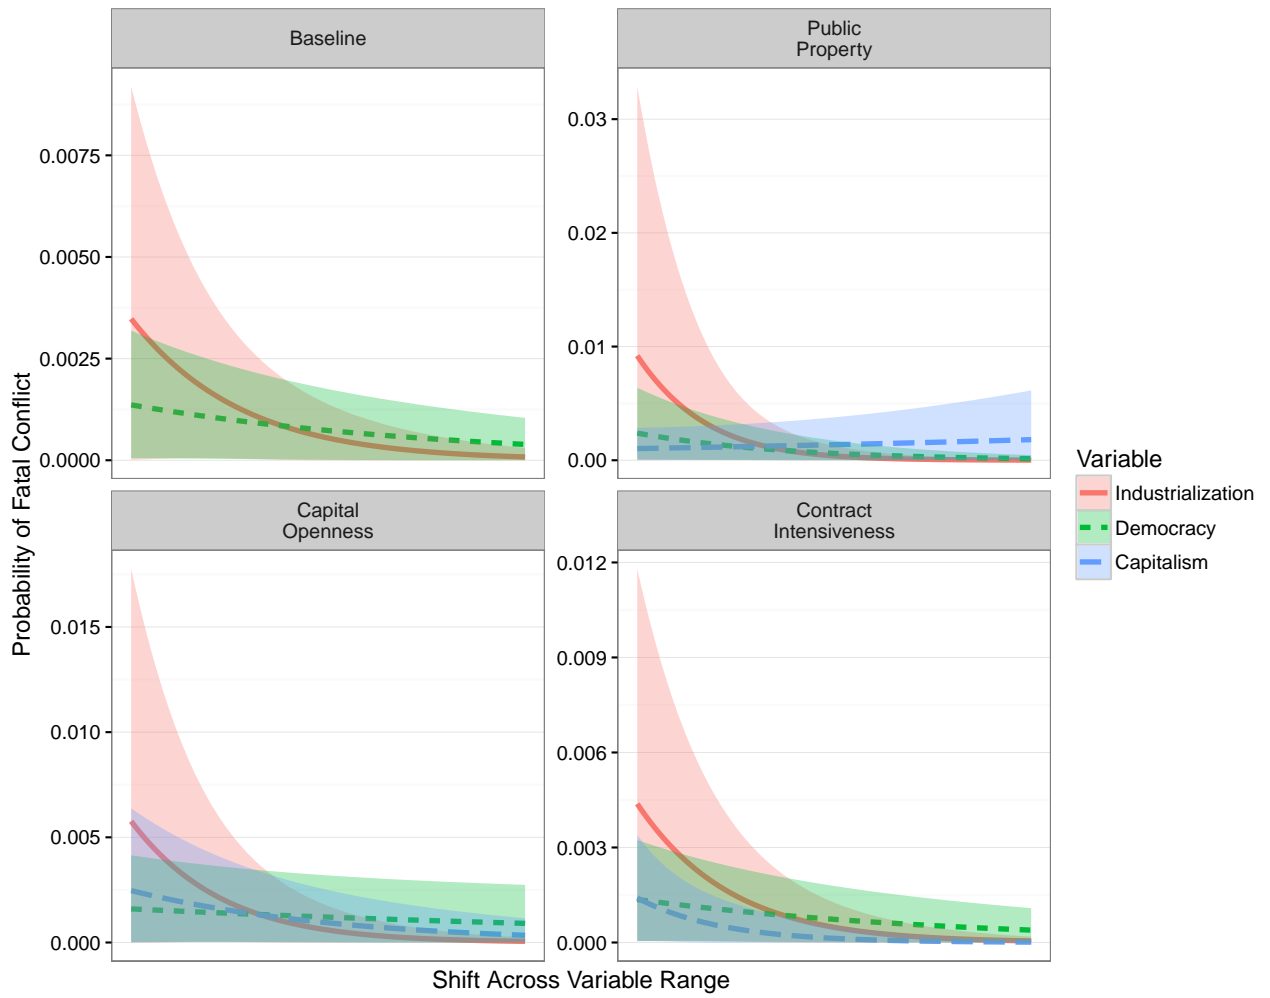 Baseline
Public
Property
0.0075
0.0050
0.0025
0.0000
0.03
0.02
0.01
0.00
Capital
Openness
Contract
Intensiveness
0.015
0.010
0.005
0.000
0.012
0.009
0.006
0.003
0.000
Probability of Fatal Conflict
Shift Across Variable Range
Variable
Industrialization
Democracy
Capitalism